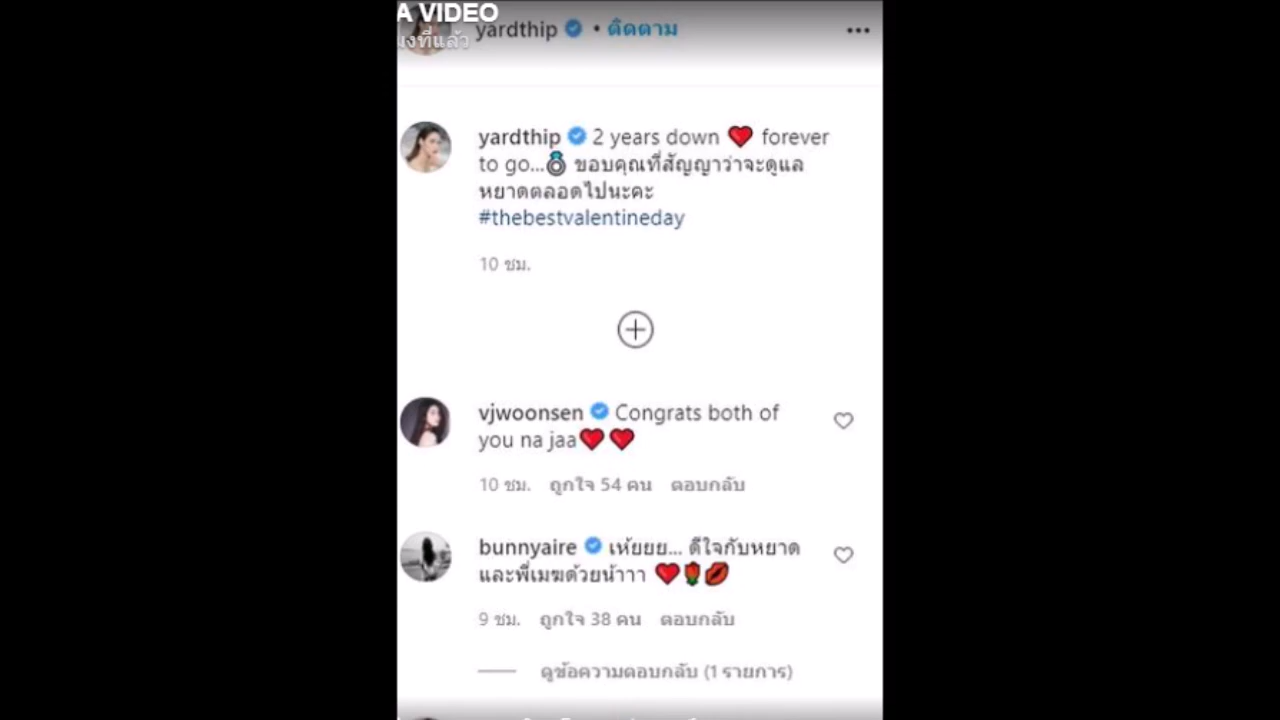 A VIDEO
yardthip • ติดตาม
yardthip 2 years down ❤️ forever
to go...💍 ขอบคุณที่สัญญาว่าจะดูแล
หยาดตลอดไปนะคะ
#thebestvalentineday
10 ชม.
vjwoonsen Congrats both of
you na jaa❤️❤️
10 ชม. ถูกใจ 54 คน ตอบกลับ
bunnyaire เห้ยยย... ดีใจกับหยาด
และพี่เมฆด้วยน้าาา ❤️🌹💋
9 ชม. ถูกใจ 38 คน ตอบกลับ
ดูข้อความตอบกลับ (1 รายการ)